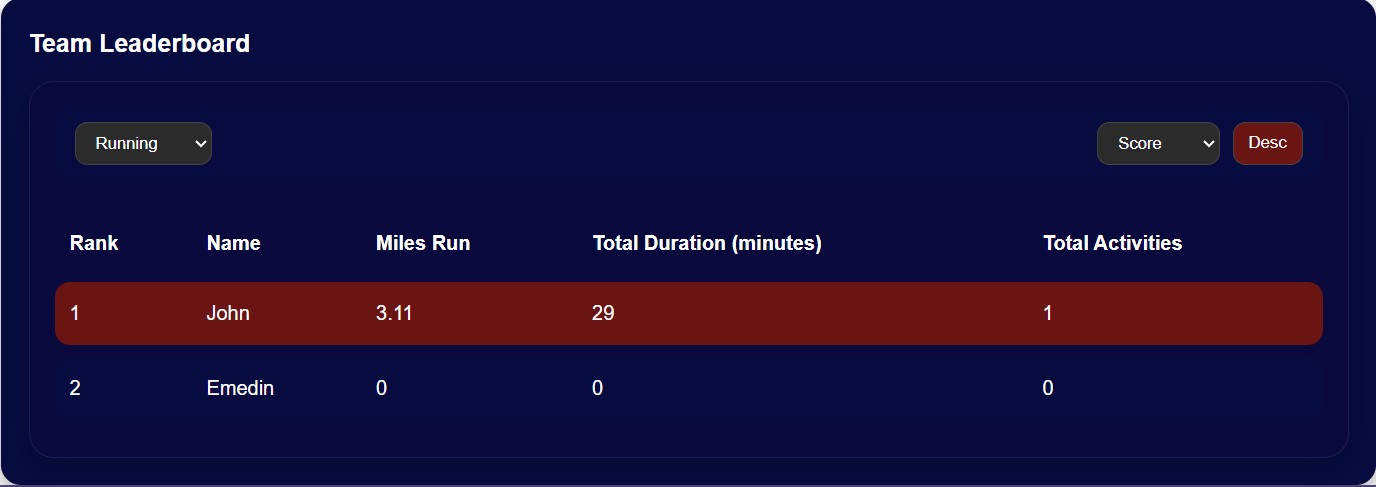 Team Leaderboard
Running Score Desc
Rank Name Miles Run Total Duration (minutes) Total Activities
1 John 3.11 29 1
2 Emedin 0 0 0